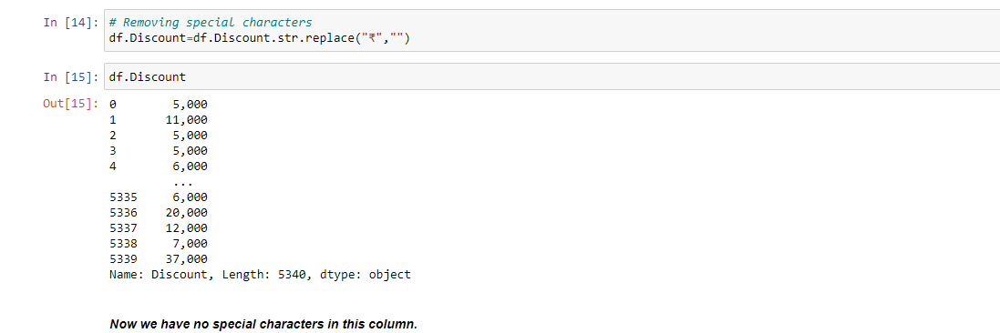 In [14]: # Removing special characters
df.Discount=df.Discount.str.replace("₹","")
In [15]: df.Discount
Out[15]: 0 5,000
1 11,000
2 5,000
3 5,000
4 6,000
...
5335 6,000
5336 20,000
5337 12,000
5338 7,000
5339 37,000
Name: Discount, Length: 5340, dtype: object
Now we have no special characters in this column.